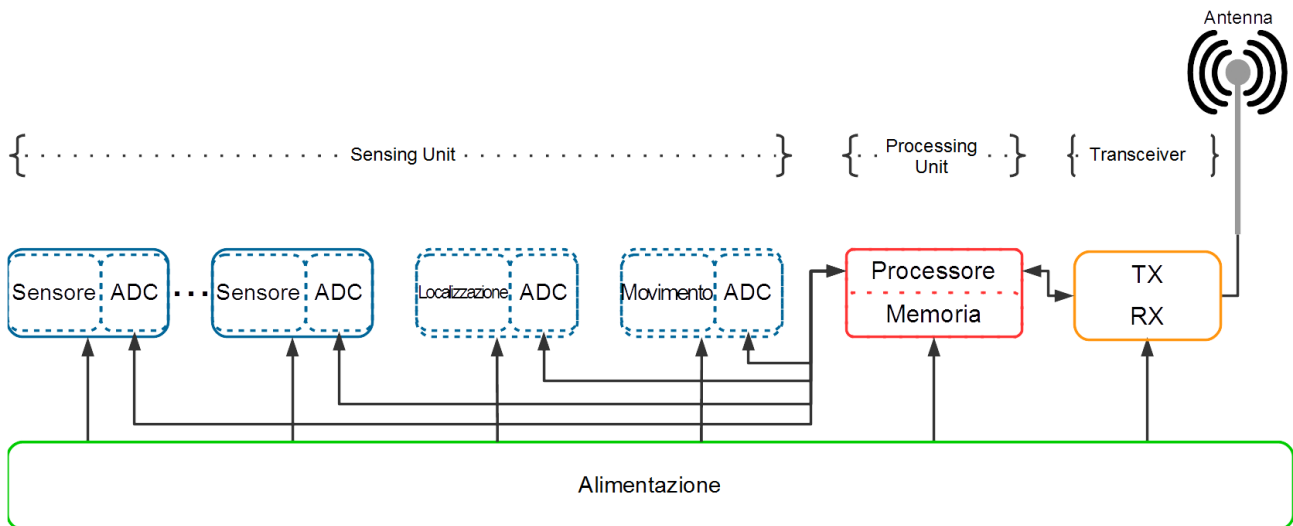 Antenna
Sensing Unit
Processing
Unit
Transceiver
Sensore ADC ... Sensore ADC Localizzazione ADC Movimento ADC
Processore
Memoria
TX
RX
Alimentazione